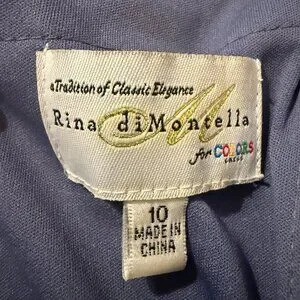 a Tradition of Classic Elegance
Rina diMontella
for COLORS
10
MADE IN
CHINA